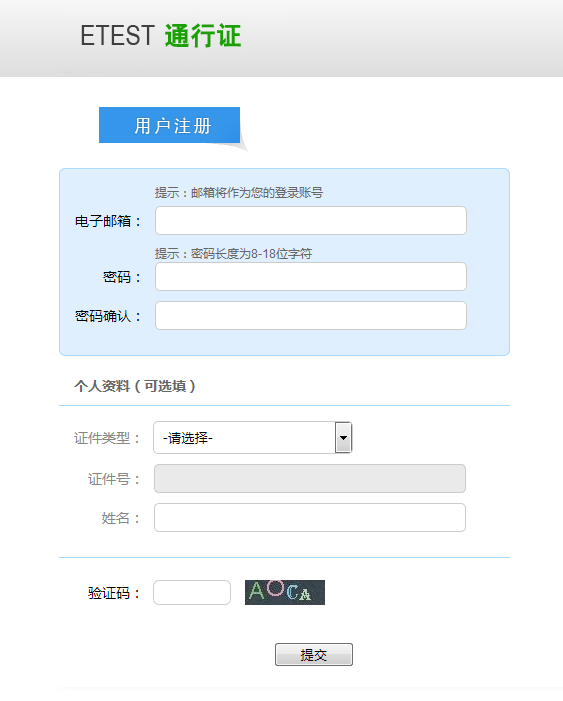 ETEST 通行证
用户注册
提示：邮箱将作为您的登录账号
电子邮箱：
提示：密码长度为8-18位字符
密码：
密码确认：
个人资料（可选填）
证件类型： -请选择-
证件号：
姓名：
验证码： AOCA
提交